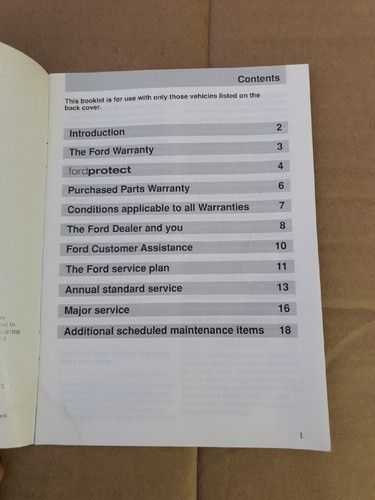 Contents
This booklet is for use with only those vehicles listed on the
back cover.
Introduction 2
The Ford Warranty 3
fordprotect 4
Purchased Parts Warranty 6
Conditions applicable to all Warranties 7
The Ford Dealer and you 8
Ford Customer Assistance 10
The Ford service plan 11
Annual standard service 13
Major service 16
Additional scheduled maintenance items 18
1